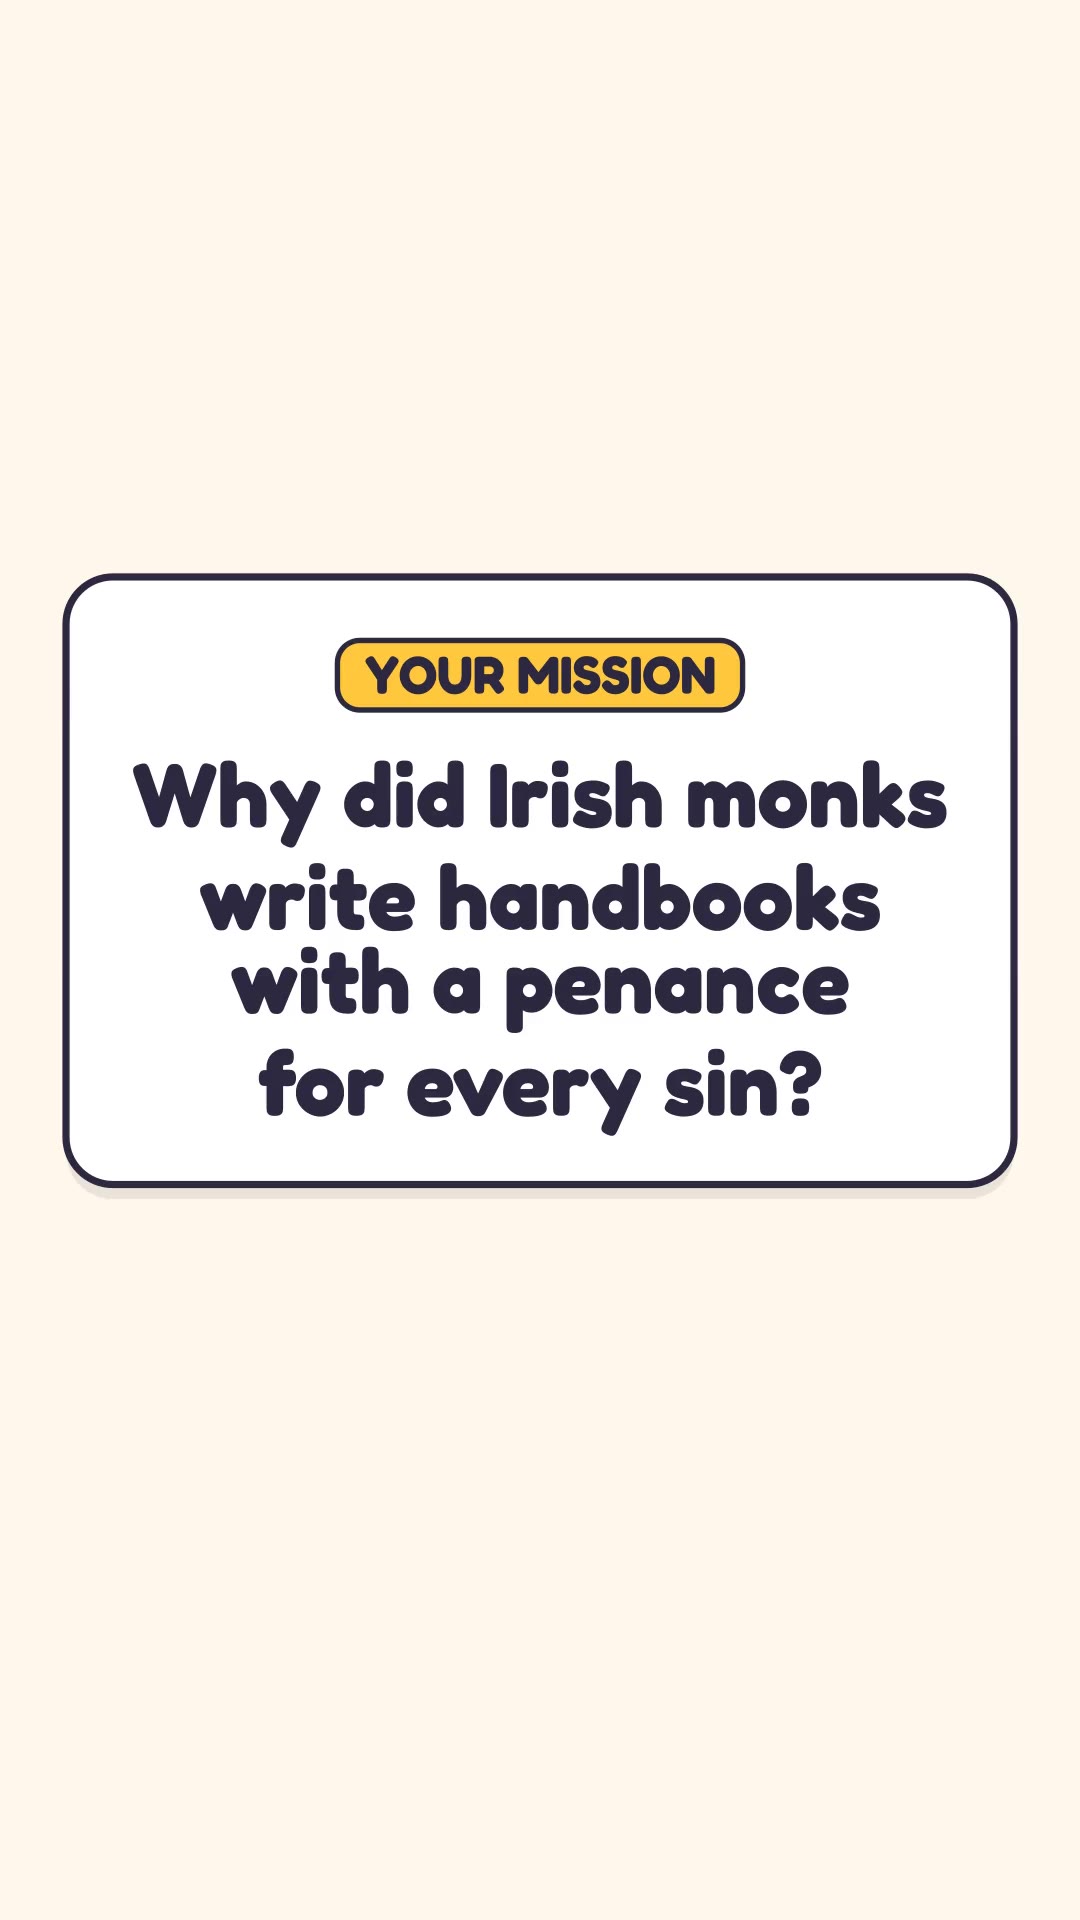 YOUR MISSION
Why did Irish monks
write handbooks
with a penance
for every sin?